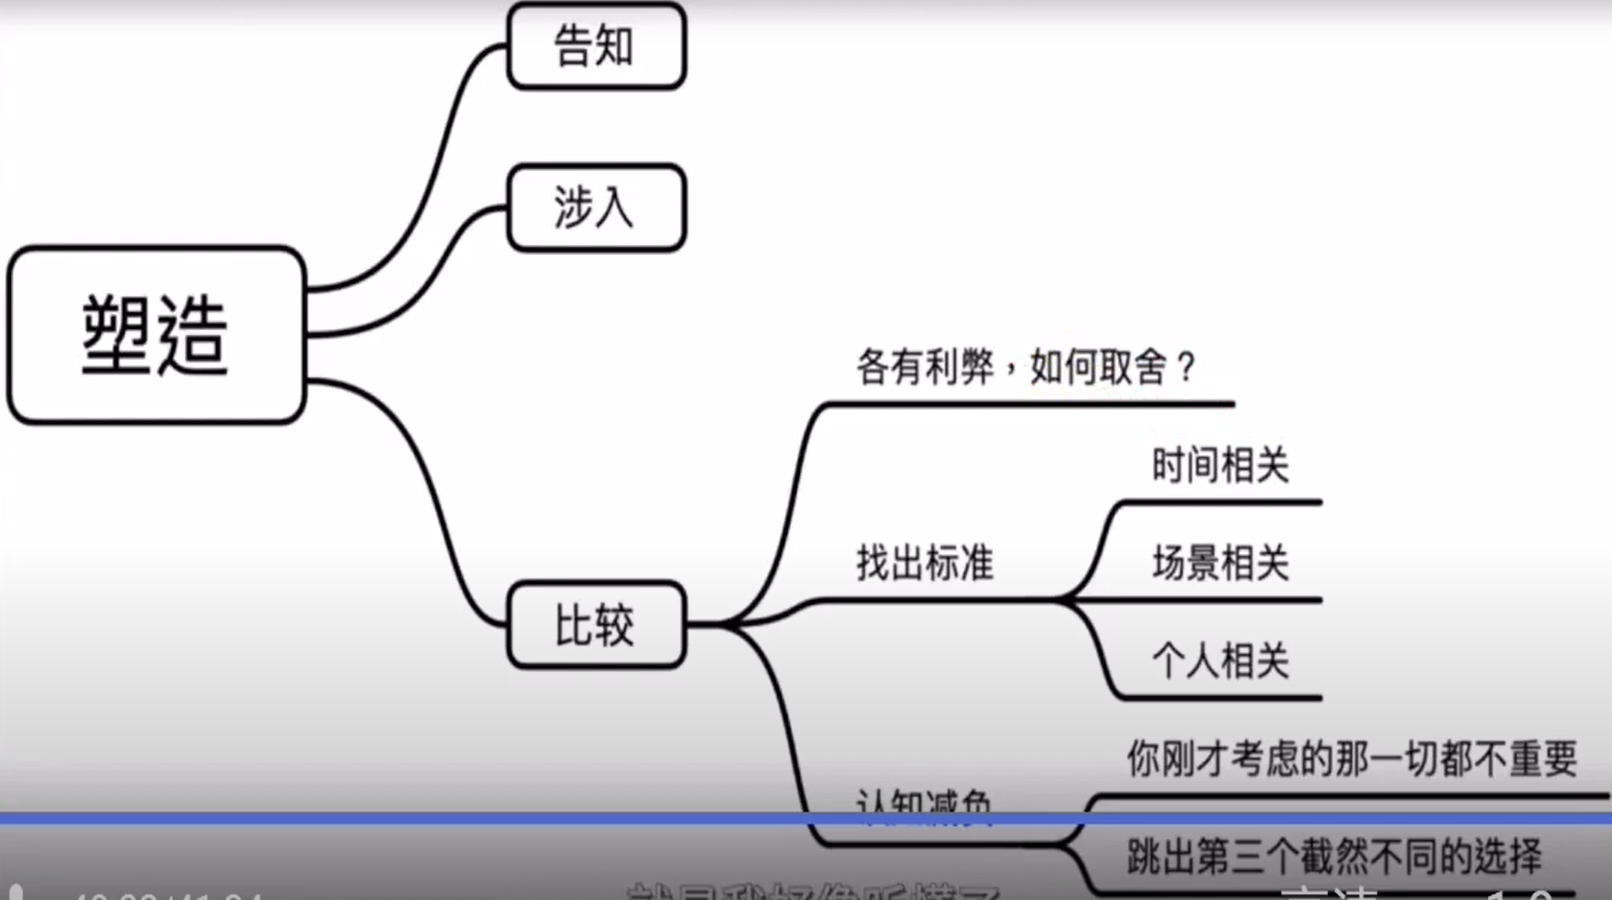 告知
涉入
塑造
各有利弊，如何取舍？
时间相关
找出标准
场景相关
个人相关
比较
你刚才考虑的那一切都不重要
认知减负
跳出第三个截然不同的选择